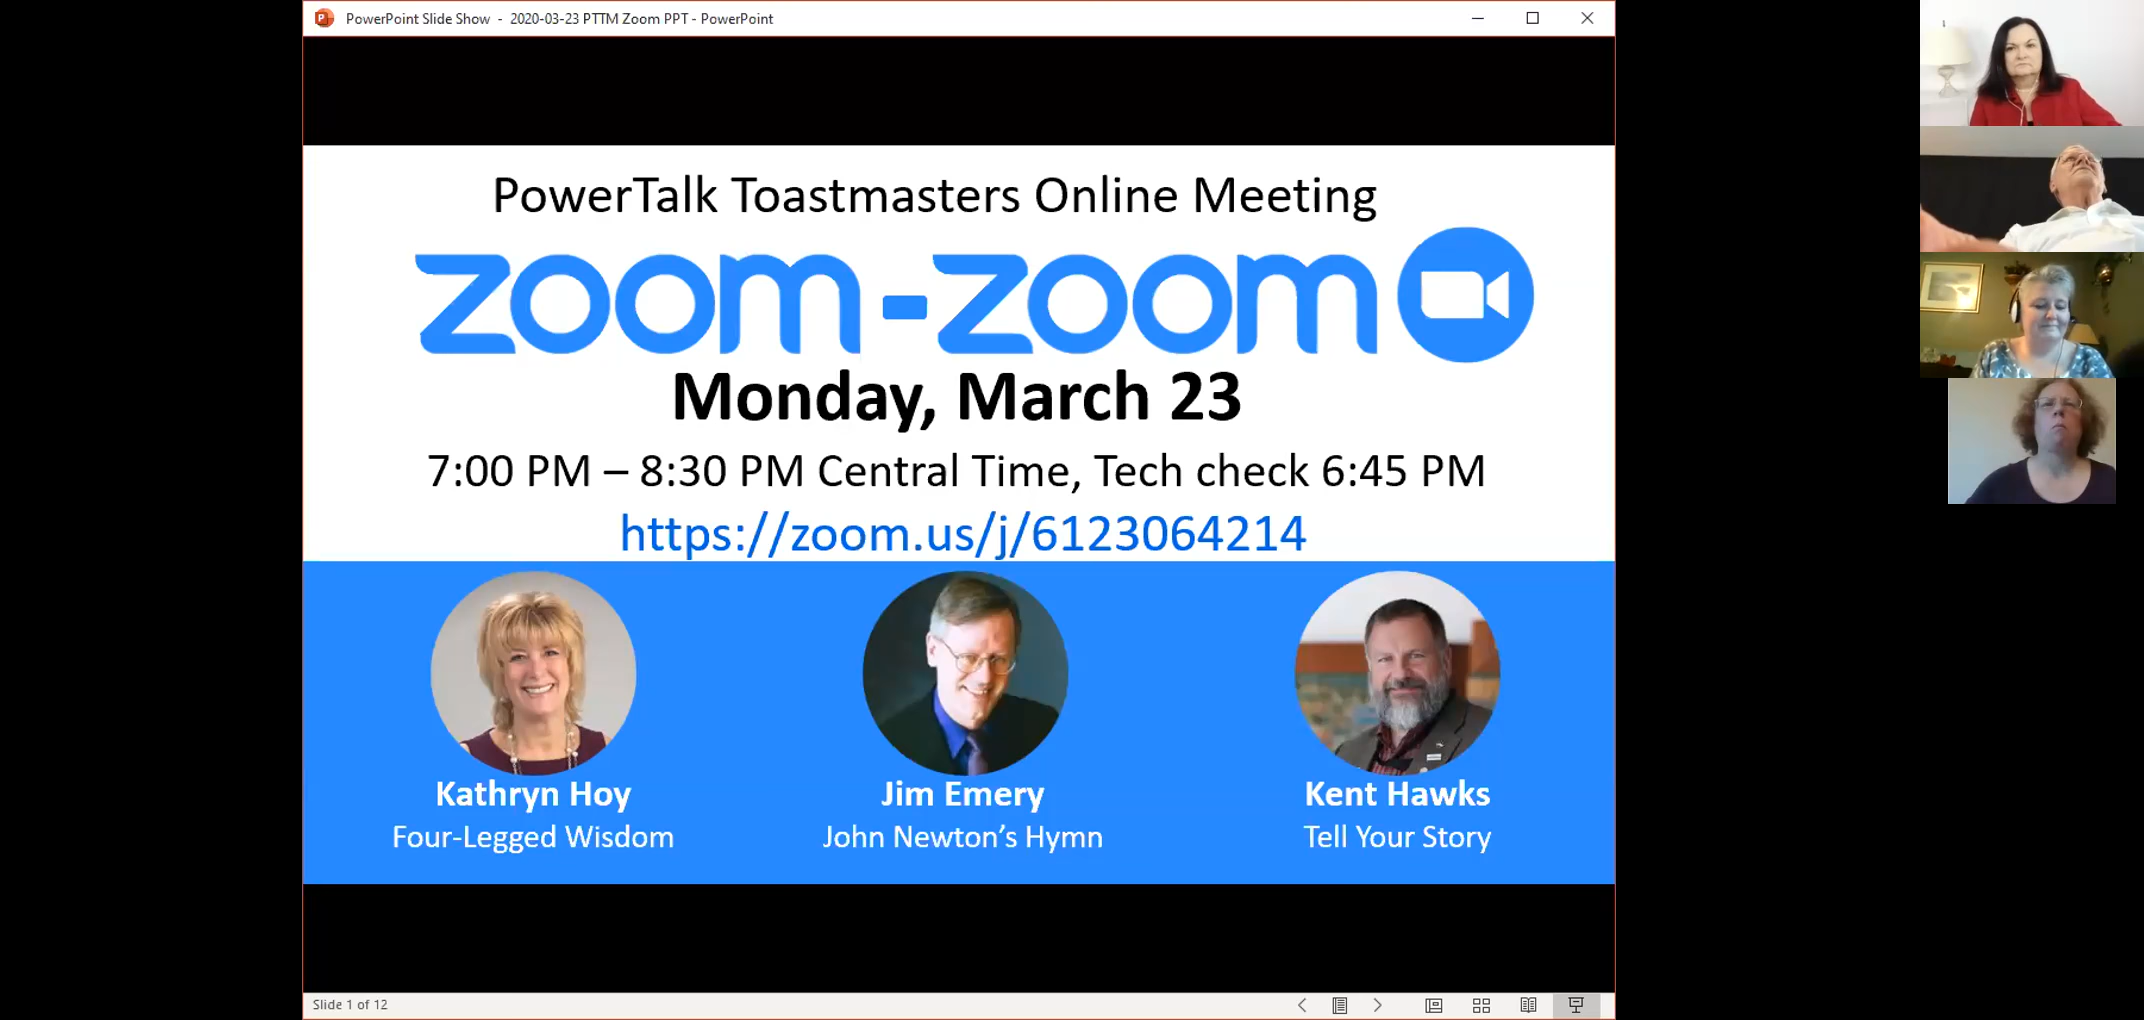 PowerPoint Slide Show - 2020-03-23 PTTM Zoom PPT - PowerPoint
PowerTalk Toastmasters Online Meeting
zoom-zoom
Monday, March 23
7:00 PM – 8:30 PM Central Time, Tech check 6:45 PM
https://zoom.us/j/6123064214
Kathryn Hoy
Four-Legged Wisdom
Jim Emery
John Newton's Hymn
Kent Hawks
Tell Your Story
Slide 1 of 12